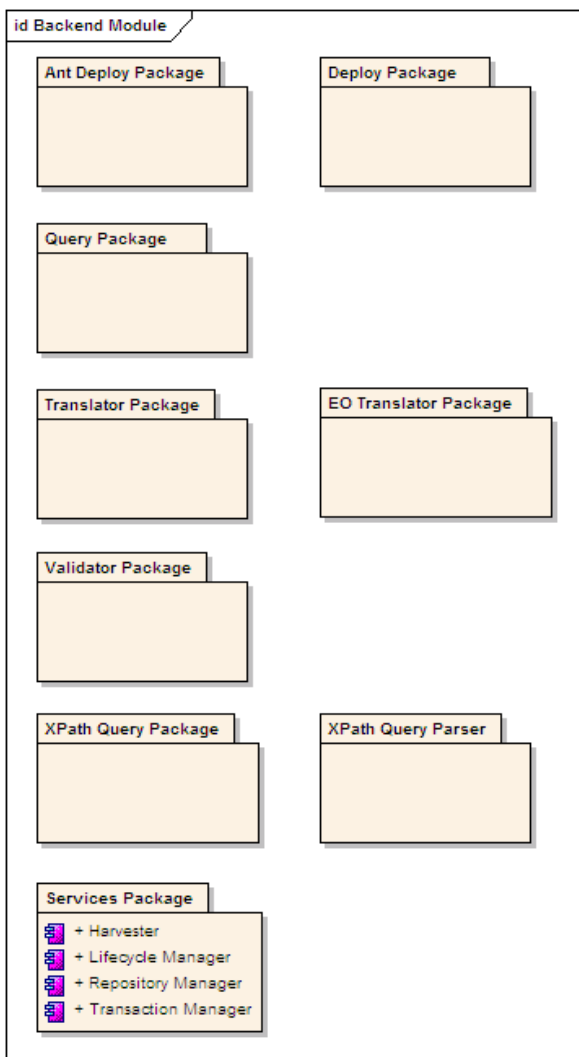 id Backend Module
Ant Deploy Package
Deploy Package
Query Package
Translator Package
EO Translator Package
Validator Package
XPath Query Package
XPath Query Parser
Services Package
+ Harvester
+ Lifecycle Manager
+ Repository Manager
+ Transaction Manager